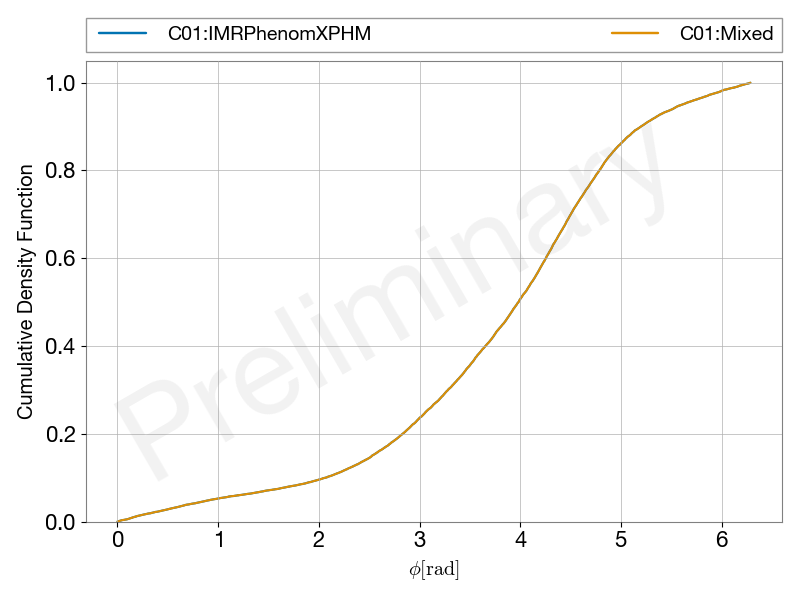 C01:IMRPhenomXPHM C01:Mixed
1.0
0.8
0.6
0.4
0.2
0.0
Cumulative Density Function
Preliminary
0 1 2 3 4 5 6
ϕ[rad]